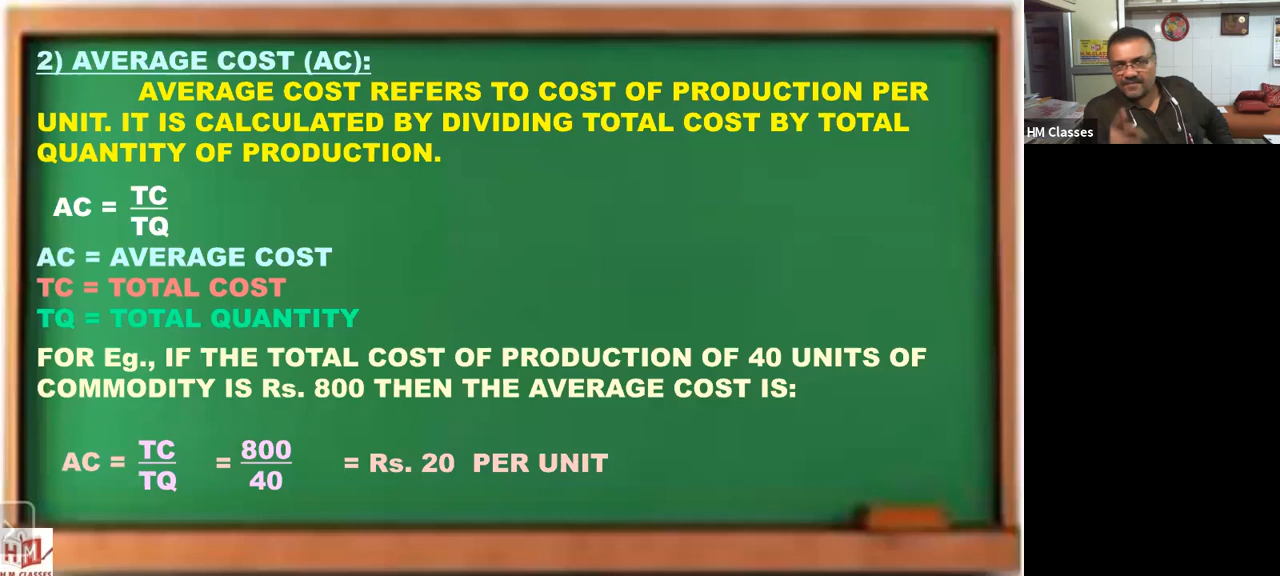 2) AVERAGE COST (AC):
AVERAGE COST REFERS TO COST OF PRODUCTION PER
UNIT. IT IS CALCULATED BY DIVIDING TOTAL COST BY TOTAL
QUANTITY OF PRODUCTION.
AC = TC
TQ
AC = AVERAGE COST
TC = TOTAL COST
TQ = TOTAL QUANTITY
FOR Eg., IF THE TOTAL COST OF PRODUCTION OF 40 UNITS OF
COMMODITY IS Rs. 800 THEN THE AVERAGE COST IS:
AC = TC = 800 = Rs. 20 PER UNIT
TQ 40
HM Classes
HM
H.M. CLASSES